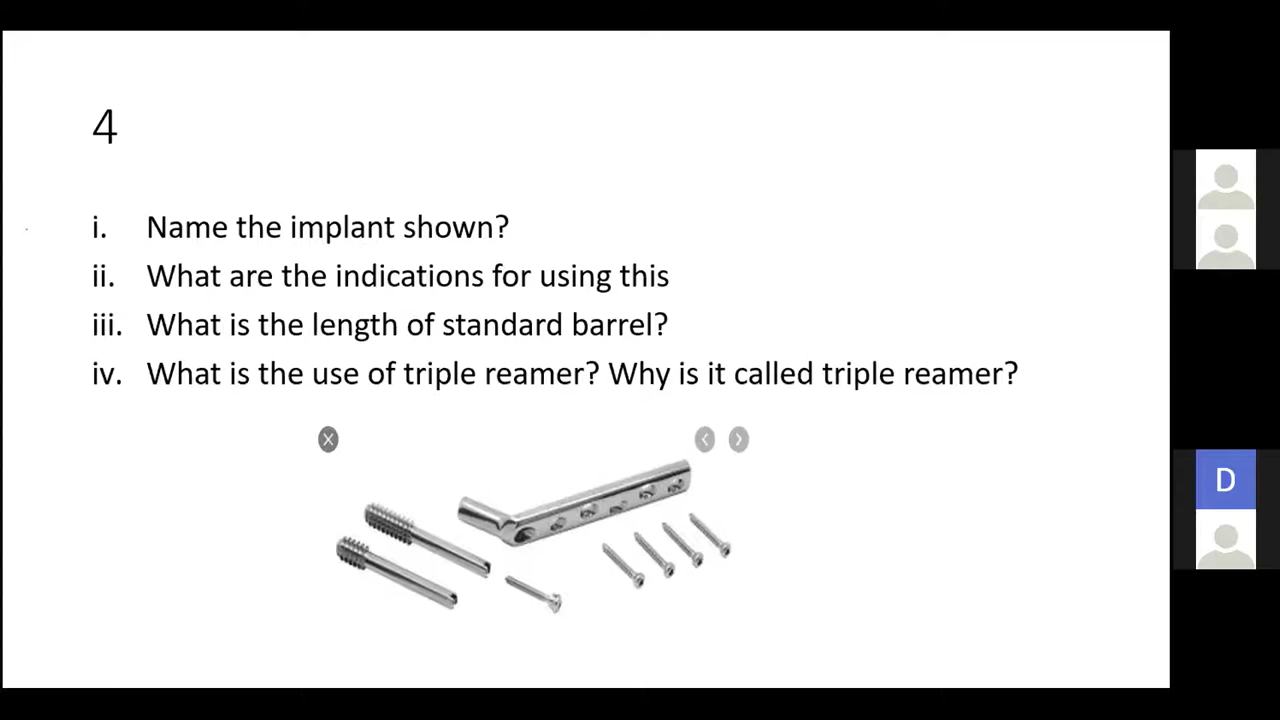 4
i. Name the implant shown?
ii. What are the indications for using this
iii. What is the length of standard barrel?
iv. What is the use of triple reamer? Why is it called triple reamer?
D